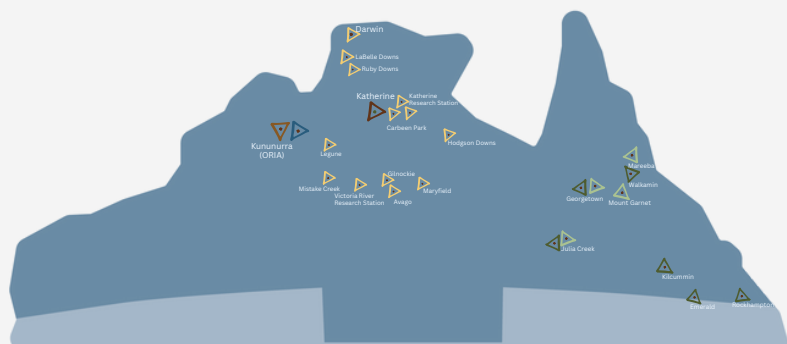 Darwin
LaBelle Downs
Ruby Downs
Katherine
Katherine
Research Station
Carbeen Park
Hodgson Downs
Kununurra
(ORIA)
Legune
Mistake Creek
Gilnockie
Victoria River
Research Station
Avago
Maryfield
Mareeba
Walkamin
Georgetown
Mount Garnet
Julia Creek
Kilcummin
Emerald
Rockhampton